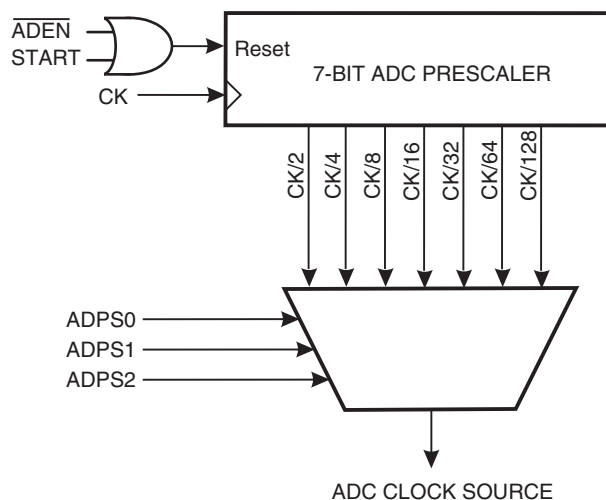 ADEN
START
Reset
7-BIT ADC PRESCALER
CK
CK/2
CK/4
CK/8
CK/16
CK/32
CK/64
CK/128
ADPS0
ADPS1
ADPS2
ADC CLOCK SOURCE